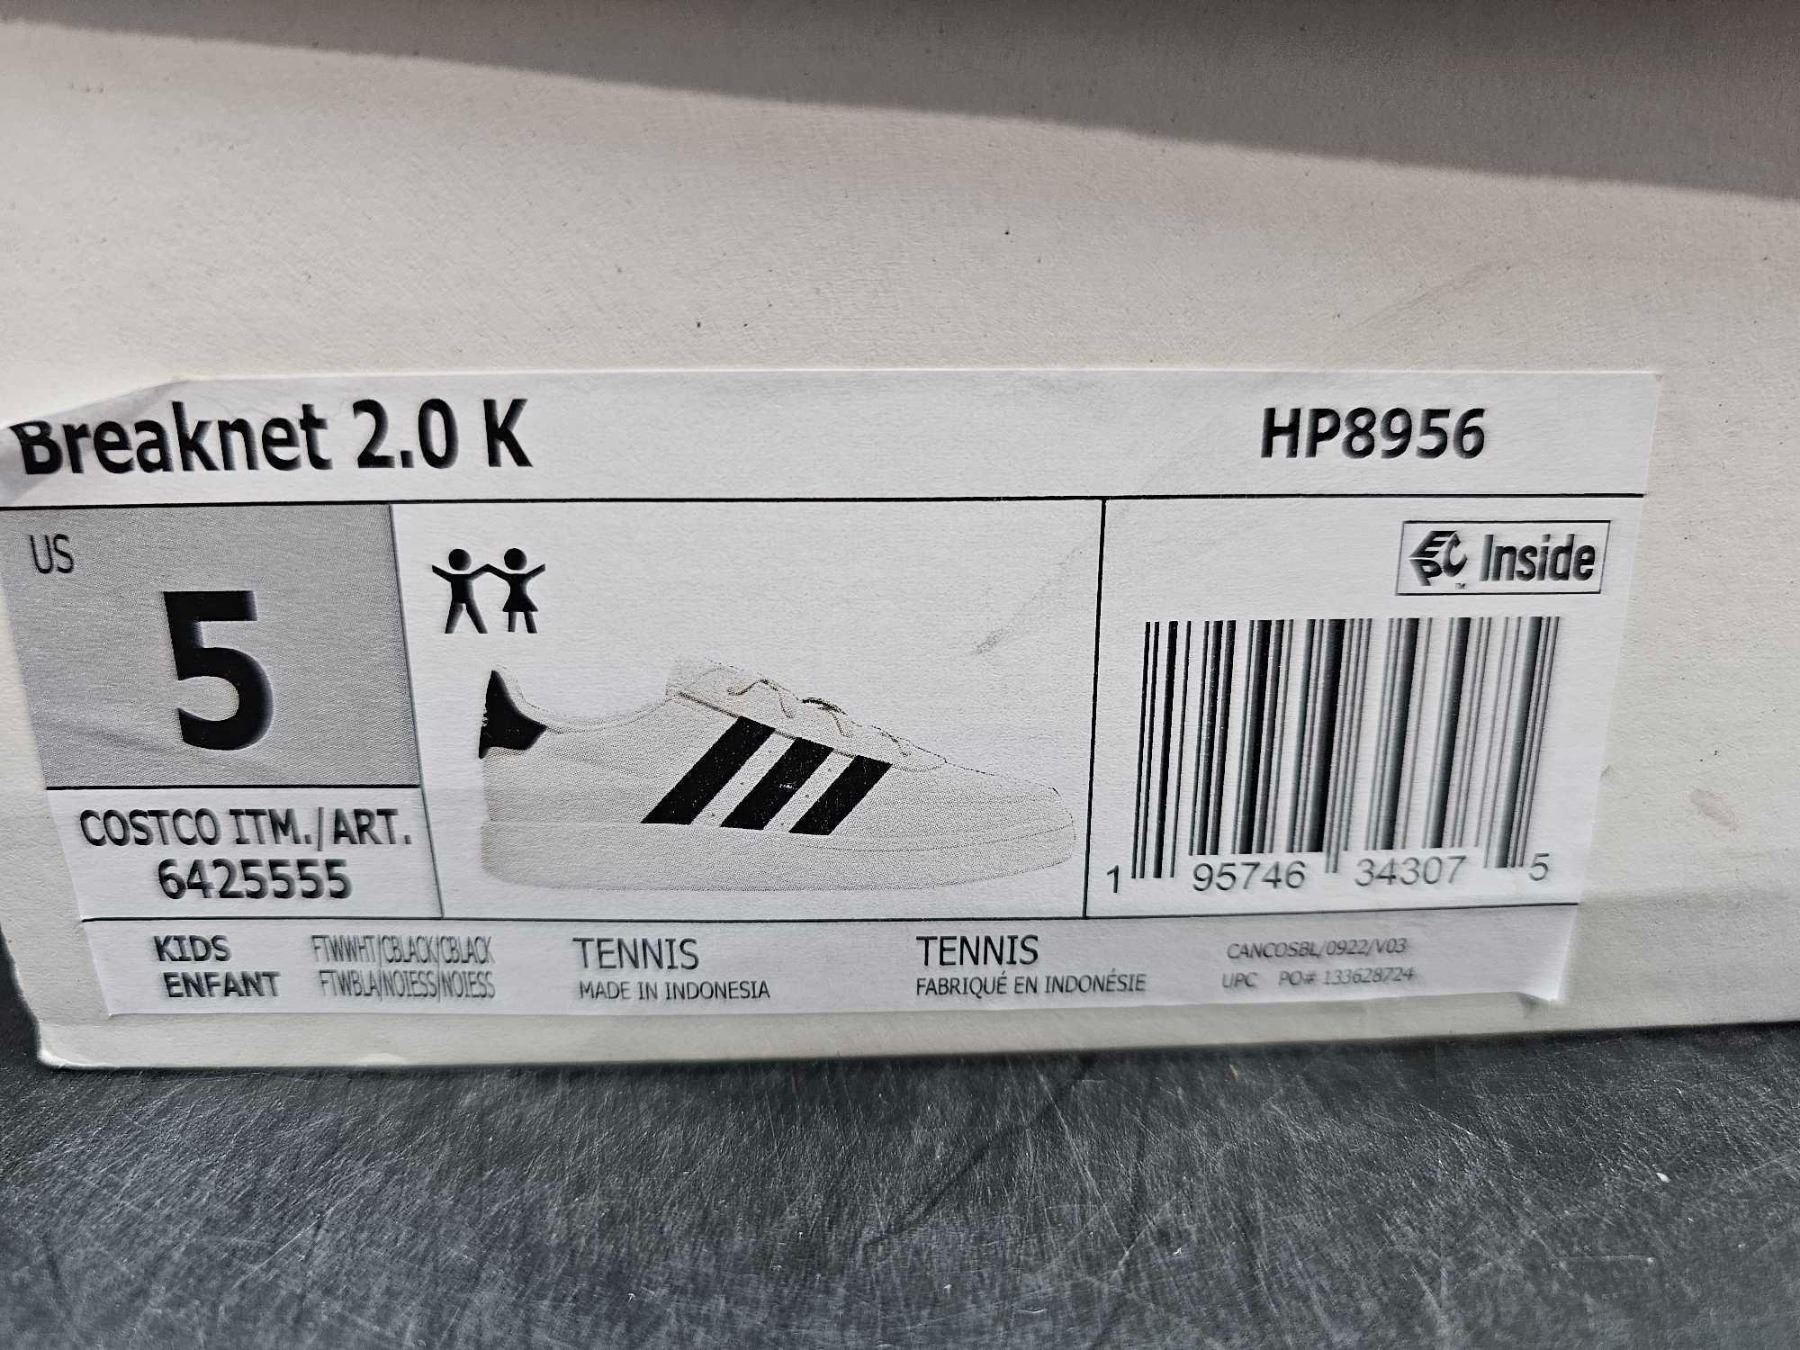 Breaknet 2.0 K
HP8956
US
5
EPC Inside
COSTCO ITM./ART.
6425555
1 95746 34307 5
KIDS
ENFANT
FTWWHT/CBLACK/CBLACK
FTWBLA/NOIESS/NOIESS
TENNIS
MADE IN INDONESIA
TENNIS
FABRIQUÉ EN INDONÉSIE
CANCOSBL/0922/V03
UPC PO# 133628724